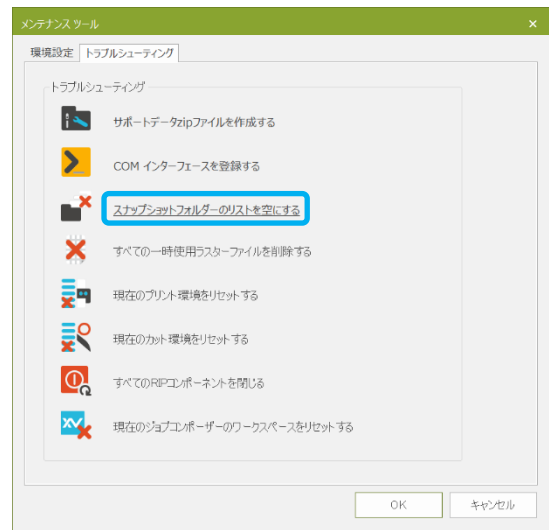 メンテナンス ツール
環境設定 トラブルシューティング
トラブルシューティング
サポートデータzipファイルを作成する
COM インターフェースを登録する
スナップショットフォルダーのリストを空にする
すべての一時使用ラスターファイルを削除する
現在のプリント環境をリセットする
現在のカット環境をリセットする
すべてのRIPコンポーネントを閉じる
現在のジョブコンポーザーのワークスペースをリセットする
OK キャンセル